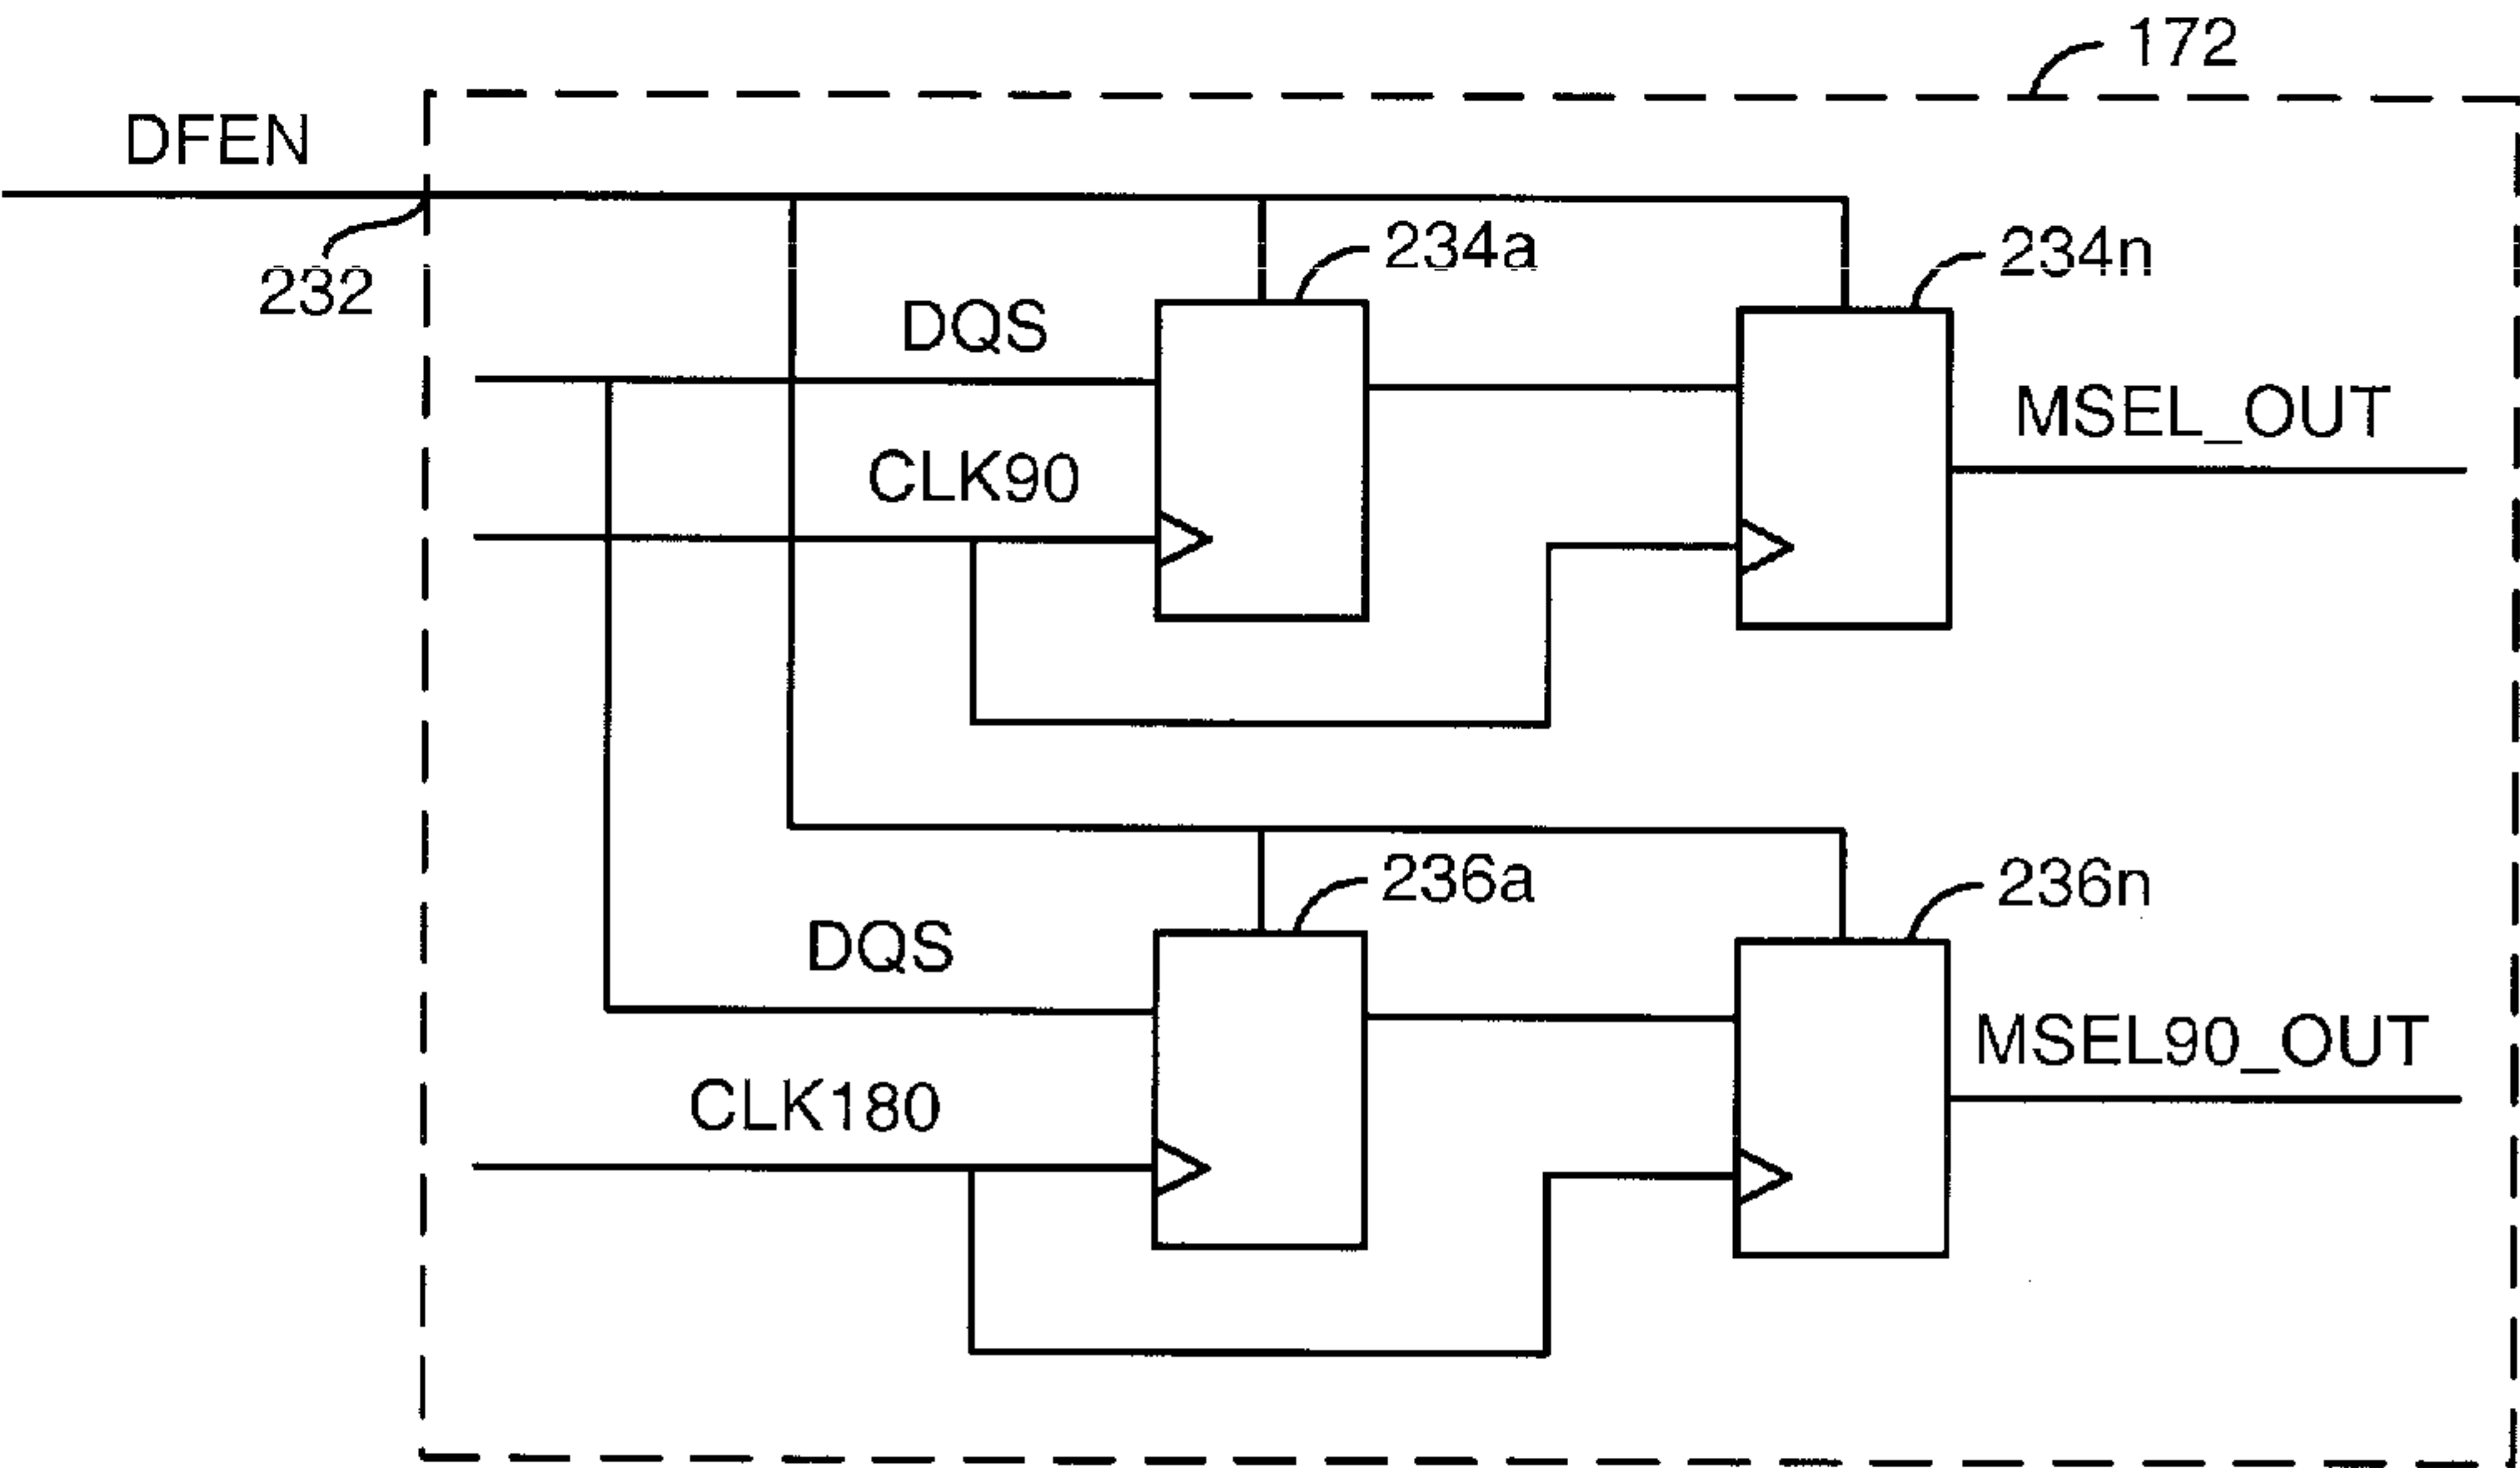 172
DFEN
232
234a
234n
DQS
MSEL_OUT
CLK90
236a
236n
DQS
MSEL90_OUT
CLK180